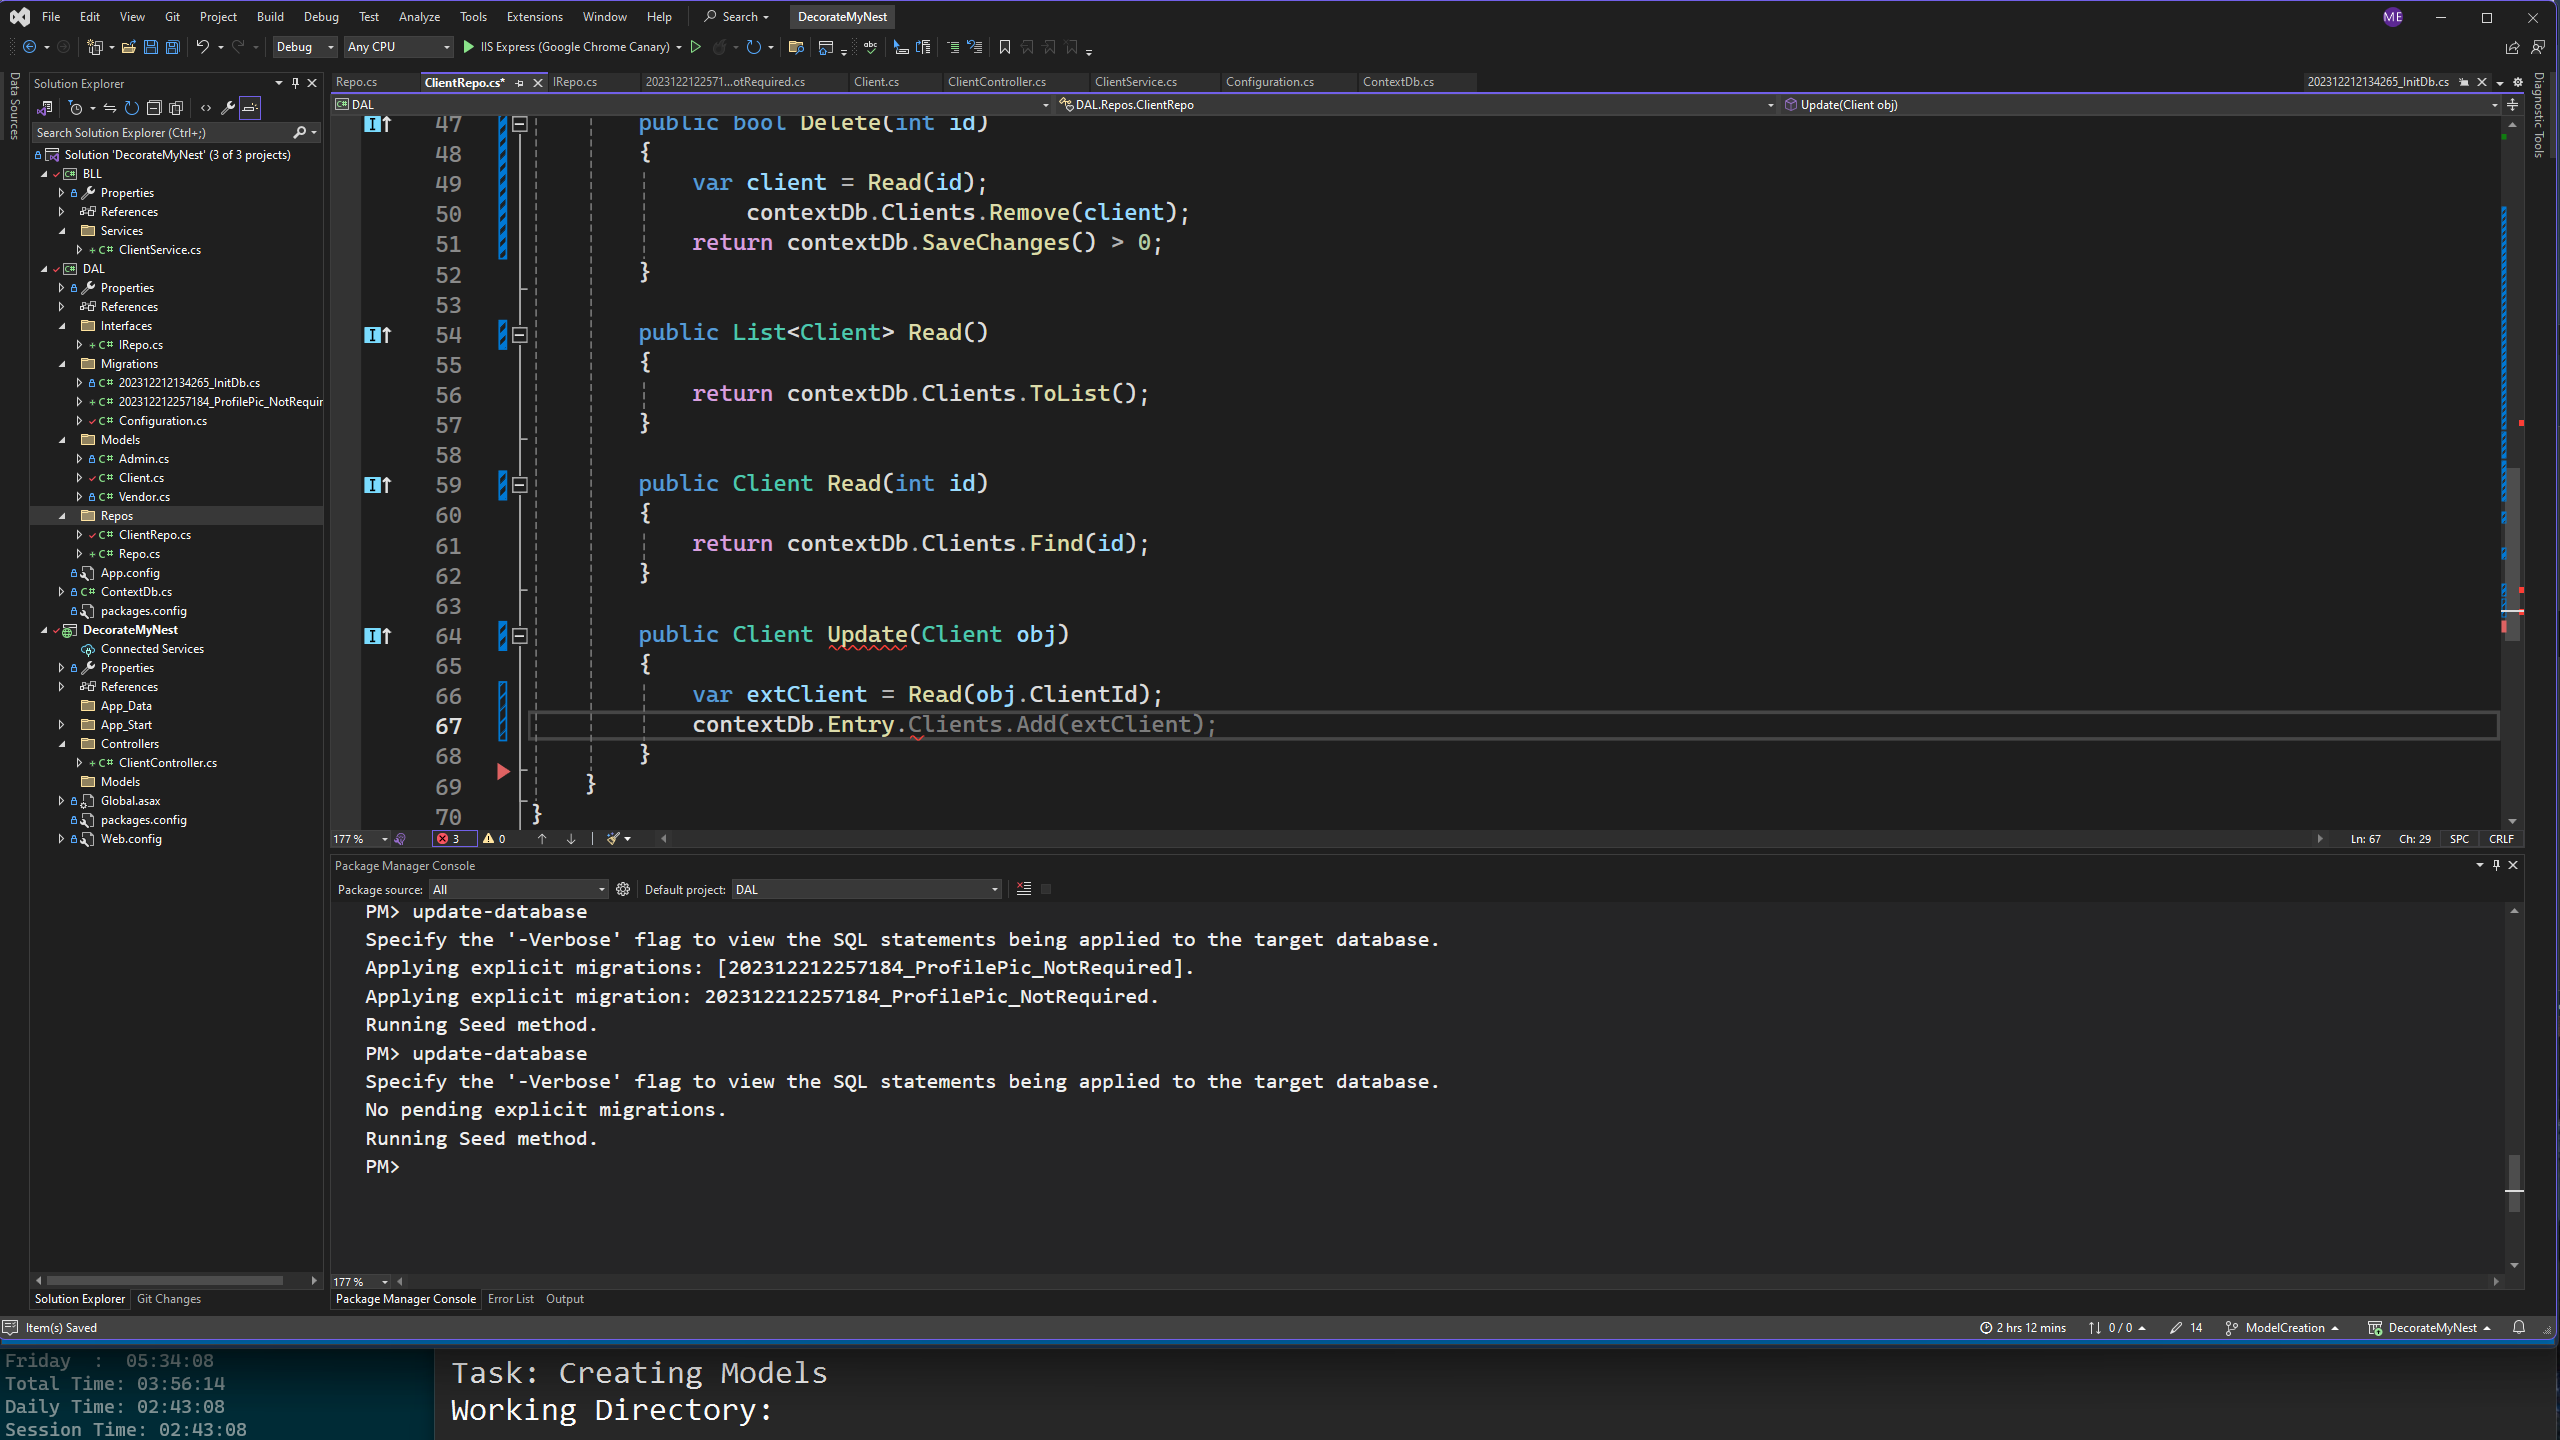 File Edit View Git Project Build Debug Test Analyze Tools Extensions Window Help Search DecorateMyNest ME
Debug Any CPU IIS Express (Google Chrome Canary)
Data Sources
Solution Explorer
Search Solution Explorer (Ctrl+;)
Solution 'DecorateMyNest' (3 of 3 projects)
BLL
Properties
References
Services
C# ClientService.cs
DAL
Properties
References
Interfaces
C# IRepo.cs
Migrations
C# 202312212134265_InitDb.cs
C# 202312212257184_ProfilePic_NotRequir
C# Configuration.cs
Models
C# Admin.cs
C# Client.cs
C# Vendor.cs
Repos
C# ClientRepo.cs
C# Repo.cs
App.config
C# ContextDb.cs
packages.config
DecorateMyNest
Connected Services
Properties
References
App_Data
App_Start
Controllers
C# ClientController.cs
Models
Global.asax
packages.config
Web.config
Solution Explorer Git Changes
Repo.cs ClientRepo.cs* IRepo.cs 2023122122571...otRequired.cs Client.cs ClientController.cs ClientService.cs Configuration.cs ContextDb.cs 202312212134265_InitDb.cs
C# DAL DAL.Repos.ClientRepo Update(Client obj)
47 public bool Delete(int id)
48 {
49 var client = Read(id);
50 contextDb.Clients.Remove(client);
51 return contextDb.SaveChanges() > 0;
52 }
53
54 public List<Client> Read()
55 {
56 return contextDb.Clients.ToList();
57 }
58
59 public Client Read(int id)
60 {
61 return contextDb.Clients.Find(id);
62 }
63
64 public Client Update(Client obj)
65 {
66 var extClient = Read(obj.ClientId);
67 contextDb.Entry.Clients.Add(extClient);
68 }
69 }
70 }
177 % 3 0 Ln: 67 Ch: 29 SPC CRLF
Diagnostic Tools
Package Manager Console
Package source: All Default project: DAL
PM> update-database
Specify the '-Verbose' flag to view the SQL statements being applied to the target database.
Applying explicit migrations: [202312212257184_ProfilePic_NotRequired].
Applying explicit migration: 202312212257184_ProfilePic_NotRequired.
Running Seed method.
PM> update-database
Specify the '-Verbose' flag to view the SQL statements being applied to the target database.
No pending explicit migrations.
Running Seed method.
PM>
177 %
Package Manager Console Error List Output
Item(s) Saved 2 hrs 12 mins 0 / 0 14 ModelCreation DecorateMyNest
Friday : 05:34:08
Total Time: 03:56:14
Daily Time: 02:43:08
Session Time: 02:43:08
Task: Creating Models
Working Directory: